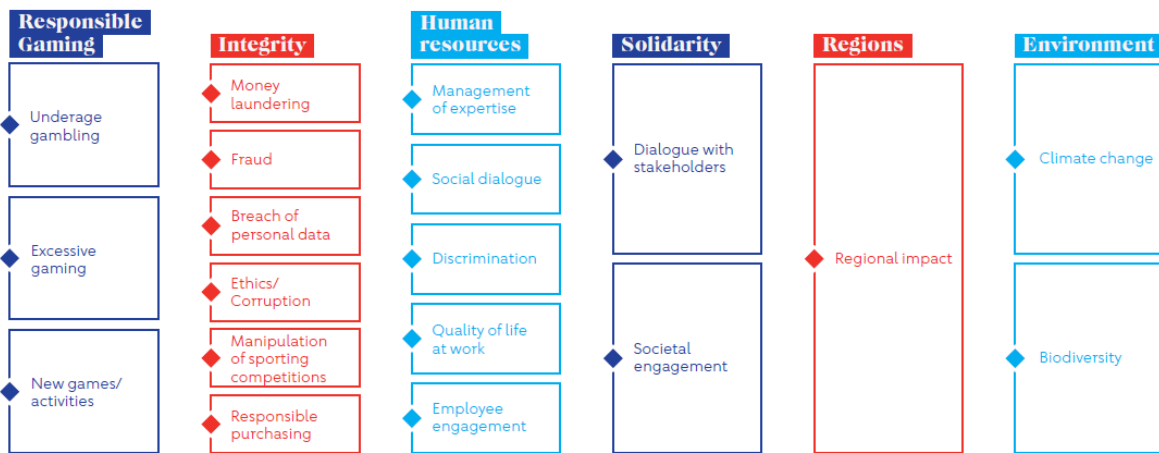 Responsible
Gaming
Underage
gambling
Excessive
gaming
New games/
activities
Integrity
Money
laundering
Fraud
Breach of
personal data
Ethics/
Corruption
Manipulation
of sporting
competitions
Responsible
purchasing
Human
resources
Management
of expertise
Social dialogue
Discrimination
Quality of life
at work
Employee
engagement
Solidarity
Dialogue with
stakeholders
Societal
engagement
Regions
Regional impact
Environment
Climate change
Biodiversity